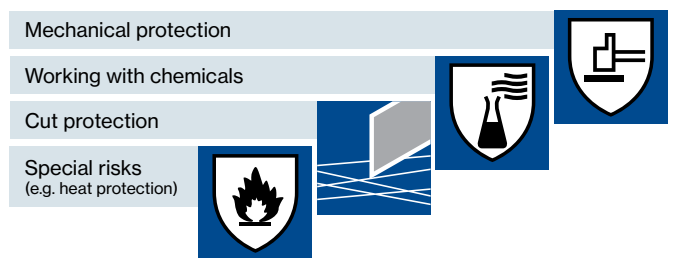 Mechanical protection
Working with chemicals
Cut protection
Special risks
(e.g. heat protection)